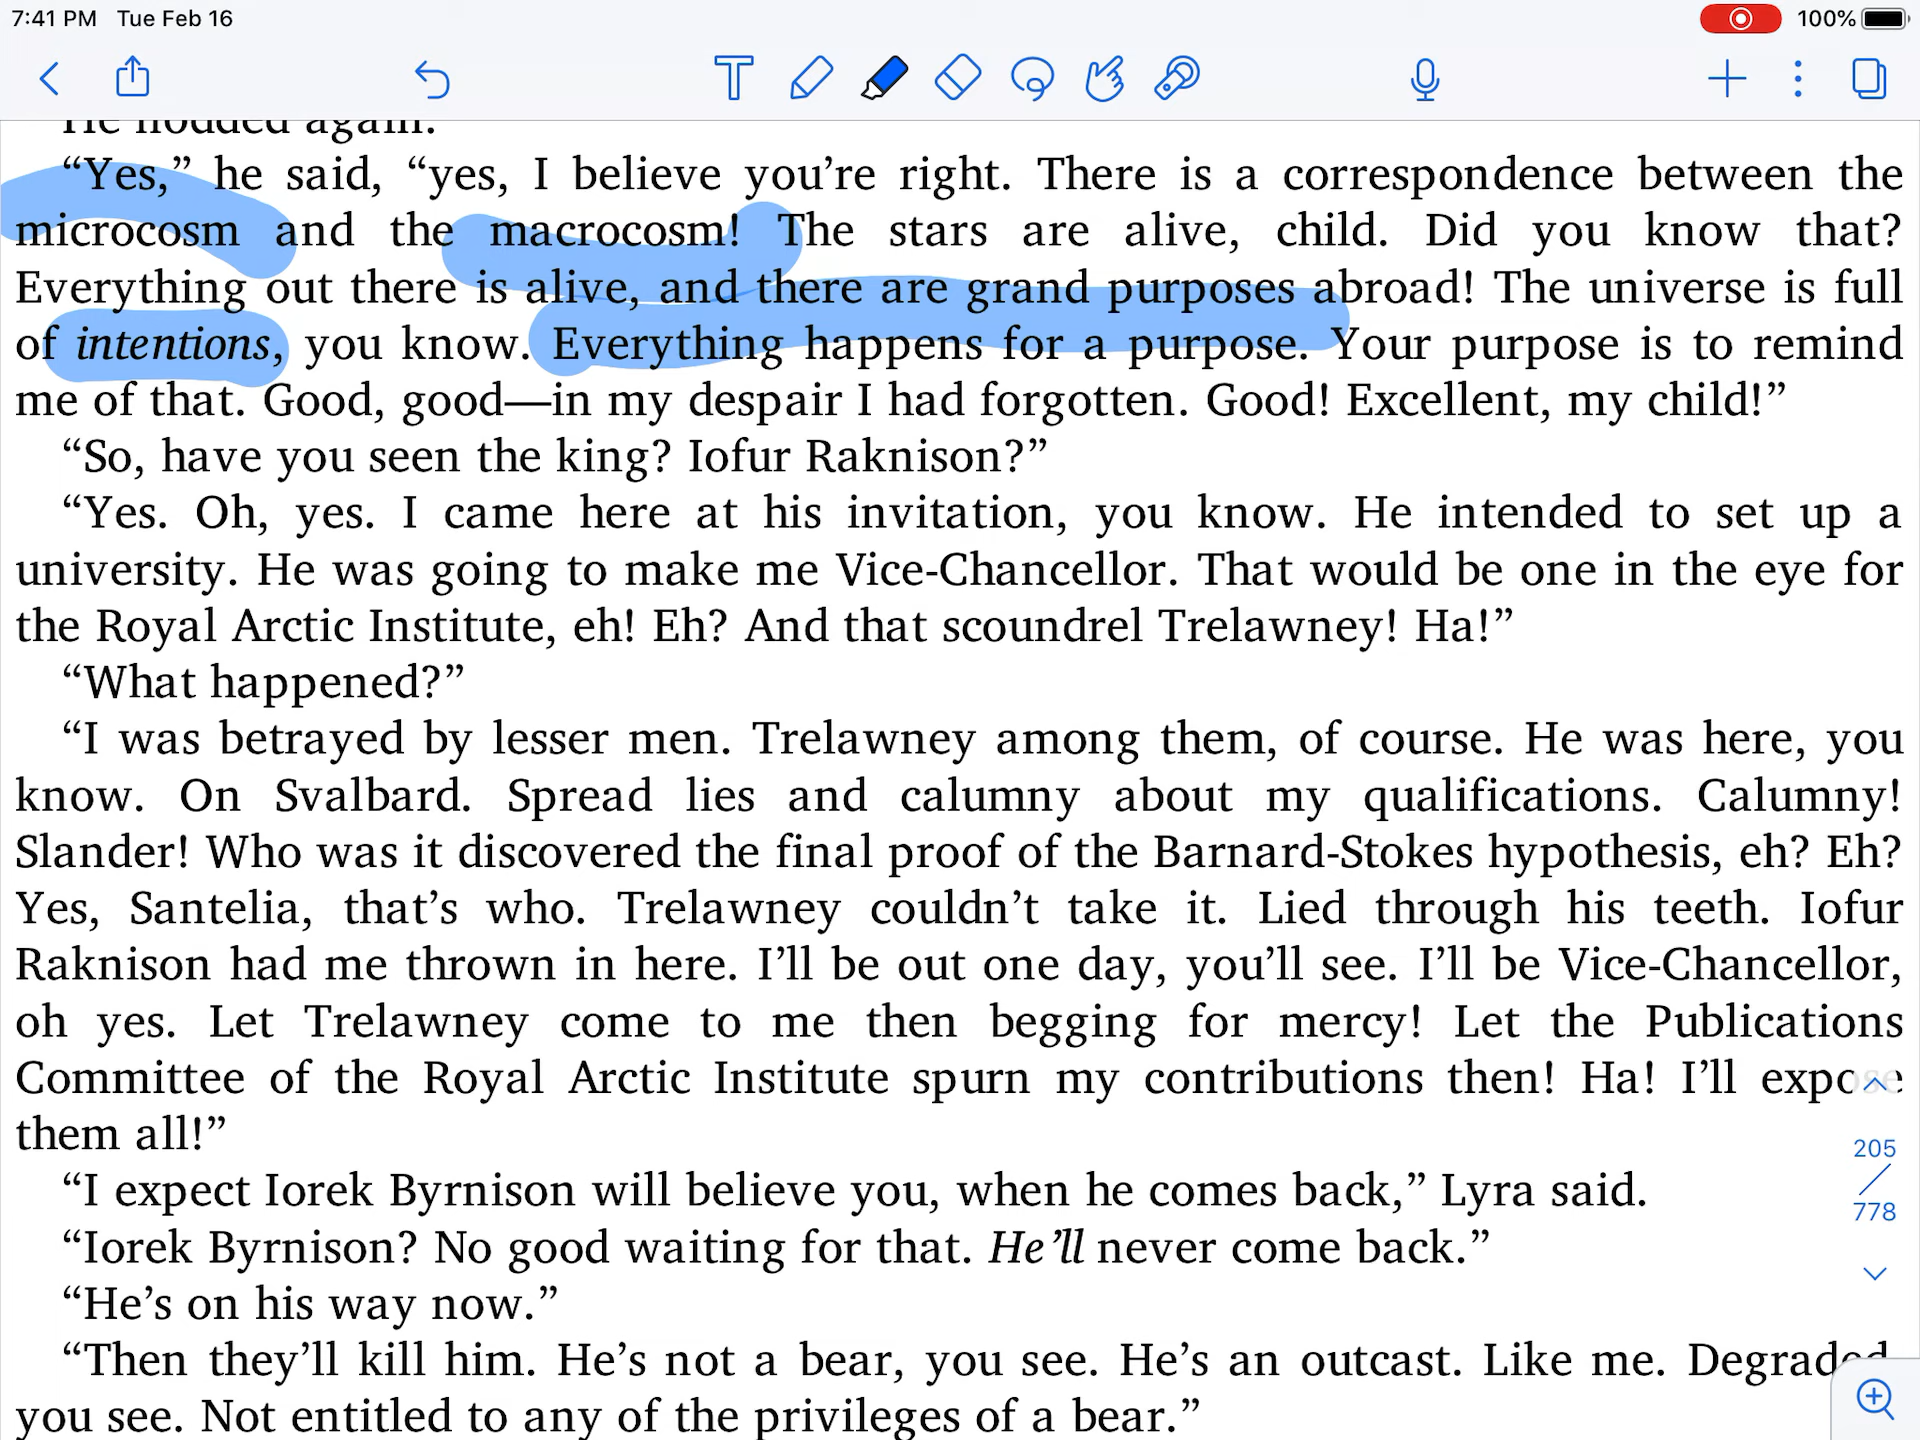 7:41 PM Tue Feb 16
100%
He nodded again.
“Yes,” he said, “yes, I believe you’re right. There is a correspondence between the
microcosm and the macrocosm! The stars are alive, child. Did you know that?
Everything out there is alive, and there are grand purposes abroad! The universe is full
of intentions, you know. Everything happens for a purpose. Your purpose is to remind
me of that. Good, good—in my despair I had forgotten. Good! Excellent, my child!”
“So, have you seen the king? Iofur Raknison?”
“Yes. Oh, yes. I came here at his invitation, you know. He intended to set up a
university. He was going to make me Vice-Chancellor. That would be one in the eye for
the Royal Arctic Institute, eh! Eh? And that scoundrel Trelawney! Ha!”
“What happened?”
“I was betrayed by lesser men. Trelawney among them, of course. He was here, you
know. On Svalbard. Spread lies and calumny about my qualifications. Calumny!
Slander! Who was it discovered the final proof of the Barnard-Stokes hypothesis, eh? Eh?
Yes, Santelia, that’s who. Trelawney couldn’t take it. Lied through his teeth. Iofur
Raknison had me thrown in here. I’ll be out one day, you’ll see. I’ll be Vice-Chancellor,
oh yes. Let Trelawney come to me then begging for mercy! Let the Publications
Committee of the Royal Arctic Institute spurn my contributions then! Ha! I’ll expose
them all!”
“I expect Iorek Byrnison will believe you, when he comes back,” Lyra said.
“Iorek Byrnison? No good waiting for that. He’ll never come back.”
“He’s on his way now.”
“Then they’ll kill him. He’s not a bear, you see. He’s an outcast. Like me. Degraded,
you see. Not entitled to any of the privileges of a bear.”
205
778